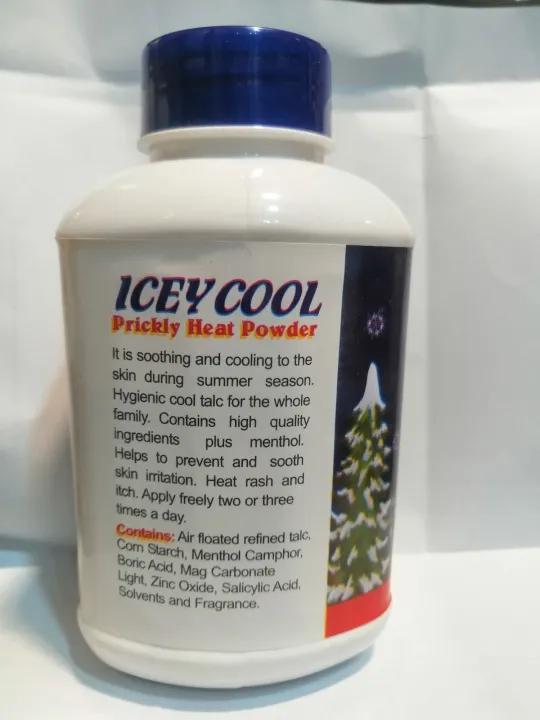 ICEY COOL
Prickly Heat Powder
It is soothing and cooling to the
skin during summer season.
Hygienic cool talc for the whole
family. Contains high quality
ingredients plus menthol.
Helps to prevent and sooth
skin irritation. Heat rash and
itch. Apply freely two or three
times a day.
Contains: Air floated refined talc,
Corn Starch, Menthol Camphor,
Boric Acid, Mag Carbonate
Light, Zinc Oxide, Salicylic Acid,
Solvents and Fragrance.